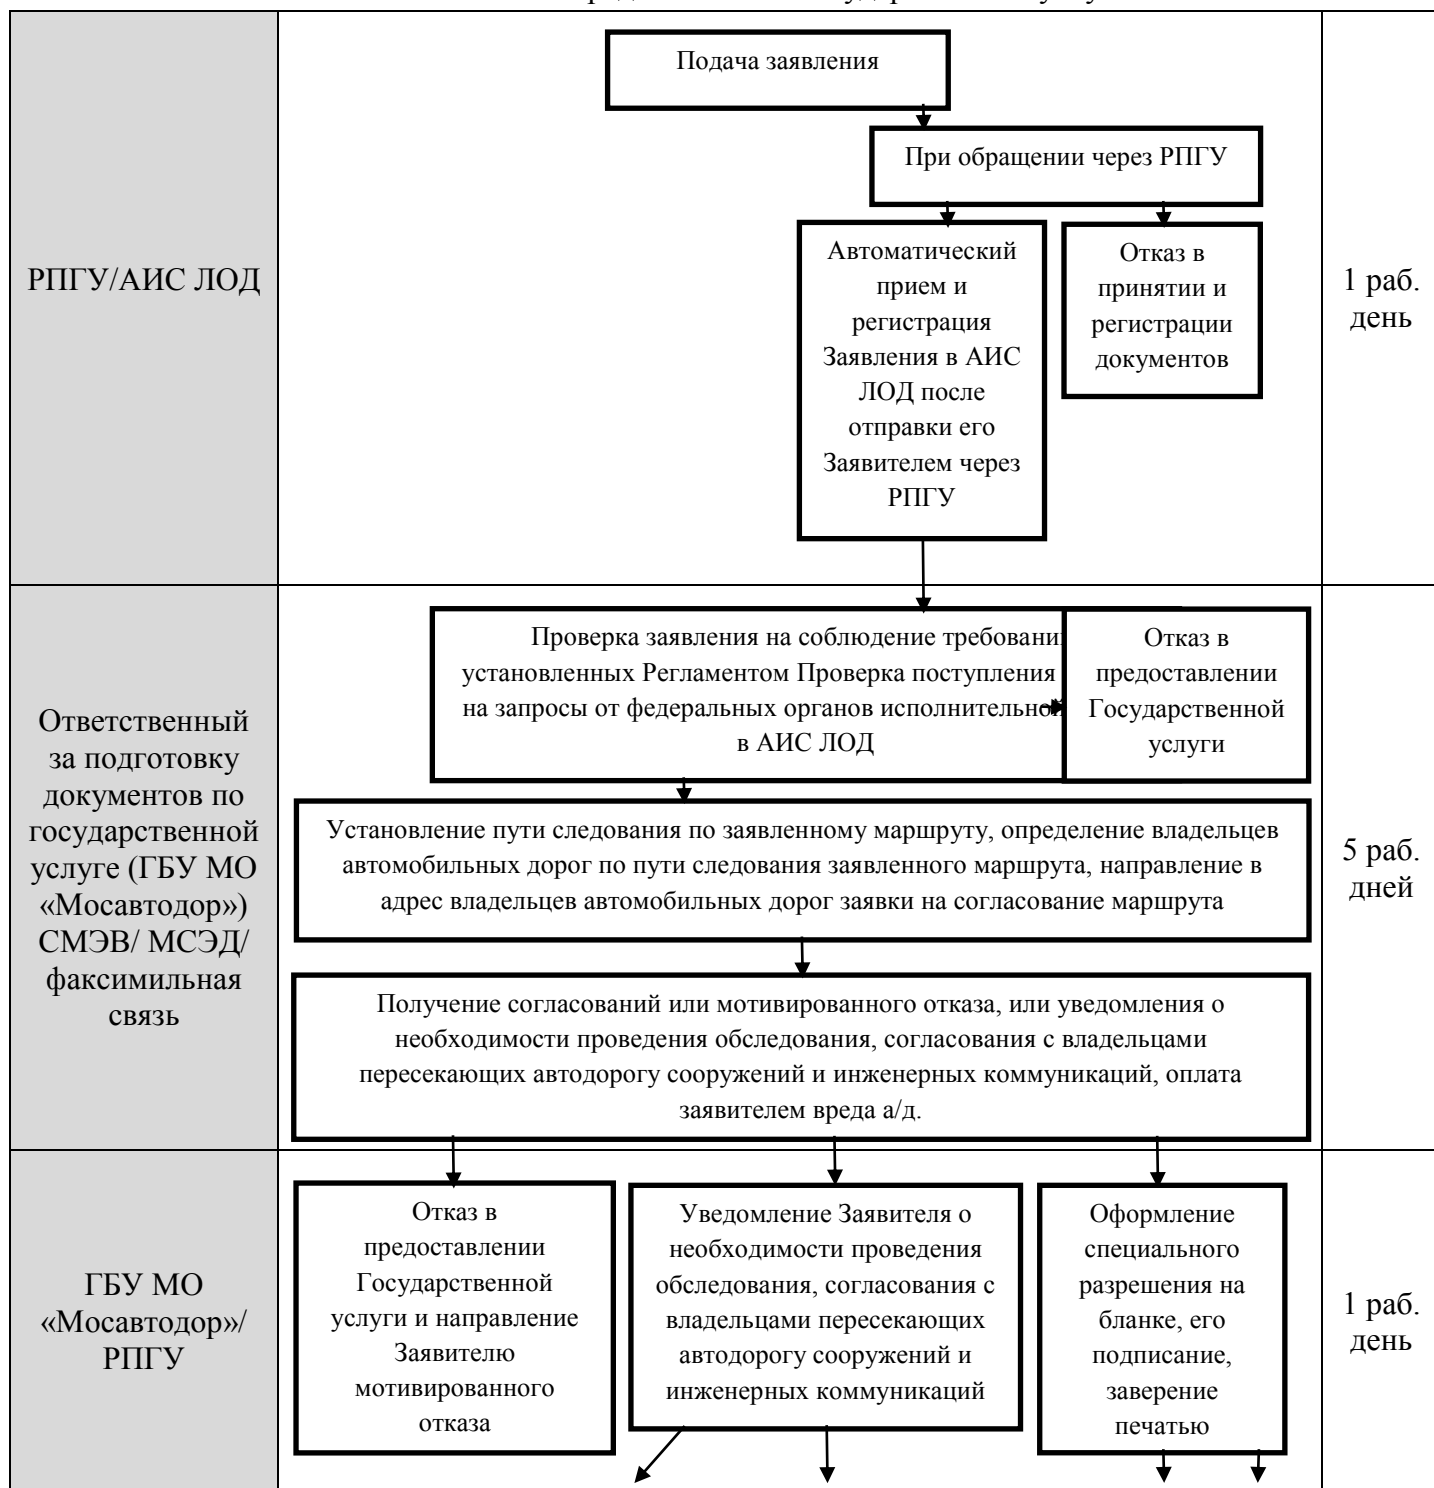 Подача заявления
При обращении через РПГУ
РПГУ/АИС ЛОД
Автоматический
прием и
регистрация
Заявления в АИС
ЛОД после
отправки его
Заявителем через
РПГУ
Отказ в
принятии и
регистрации
документов
1 раб.
день
Ответственный
за подготовку
документов по
государственной
услуге (ГБУ МО
«Мосавтодор»)
СМЭВ/ МСЭД/
факсимильная
связь
Проверка заявления на соблюдение
установленных Регламентом Проверка поступления
на запросы от федеральных органов исполнительной
в АИС ЛОД
Отказ в
предоставлении
Государственной
услуги
Установление пути следования по заявленному маршруту, определение владельцев
автомобильных дорог по пути следования заявленного маршрута, направление в
адрес владельцев автомобильных дорог заявки на согласование маршрута
Получение согласований или мотивированного отказа, или уведомления о
необходимости проведения обследования, согласования с владельцами
пересекающих автодорогу сооружений и инженерных коммуникаций, оплата
заявителем вреда а/д.
5 раб.
дней
ГБУ МО
«Мосавтодор»/
РПГУ
Отказ в
предоставлении
Государственной
услуги и направление
Заявителю
мотивированного
отказа
Уведомление Заявителя о
необходимости проведения
обследования, согласования с
владельцами пересекающих
автодорогу сооружений и
инженерных коммуникаций
Оформление
специального
разрешения на
бланке, его
подписание,
заверение
печатью
1 раб.
день